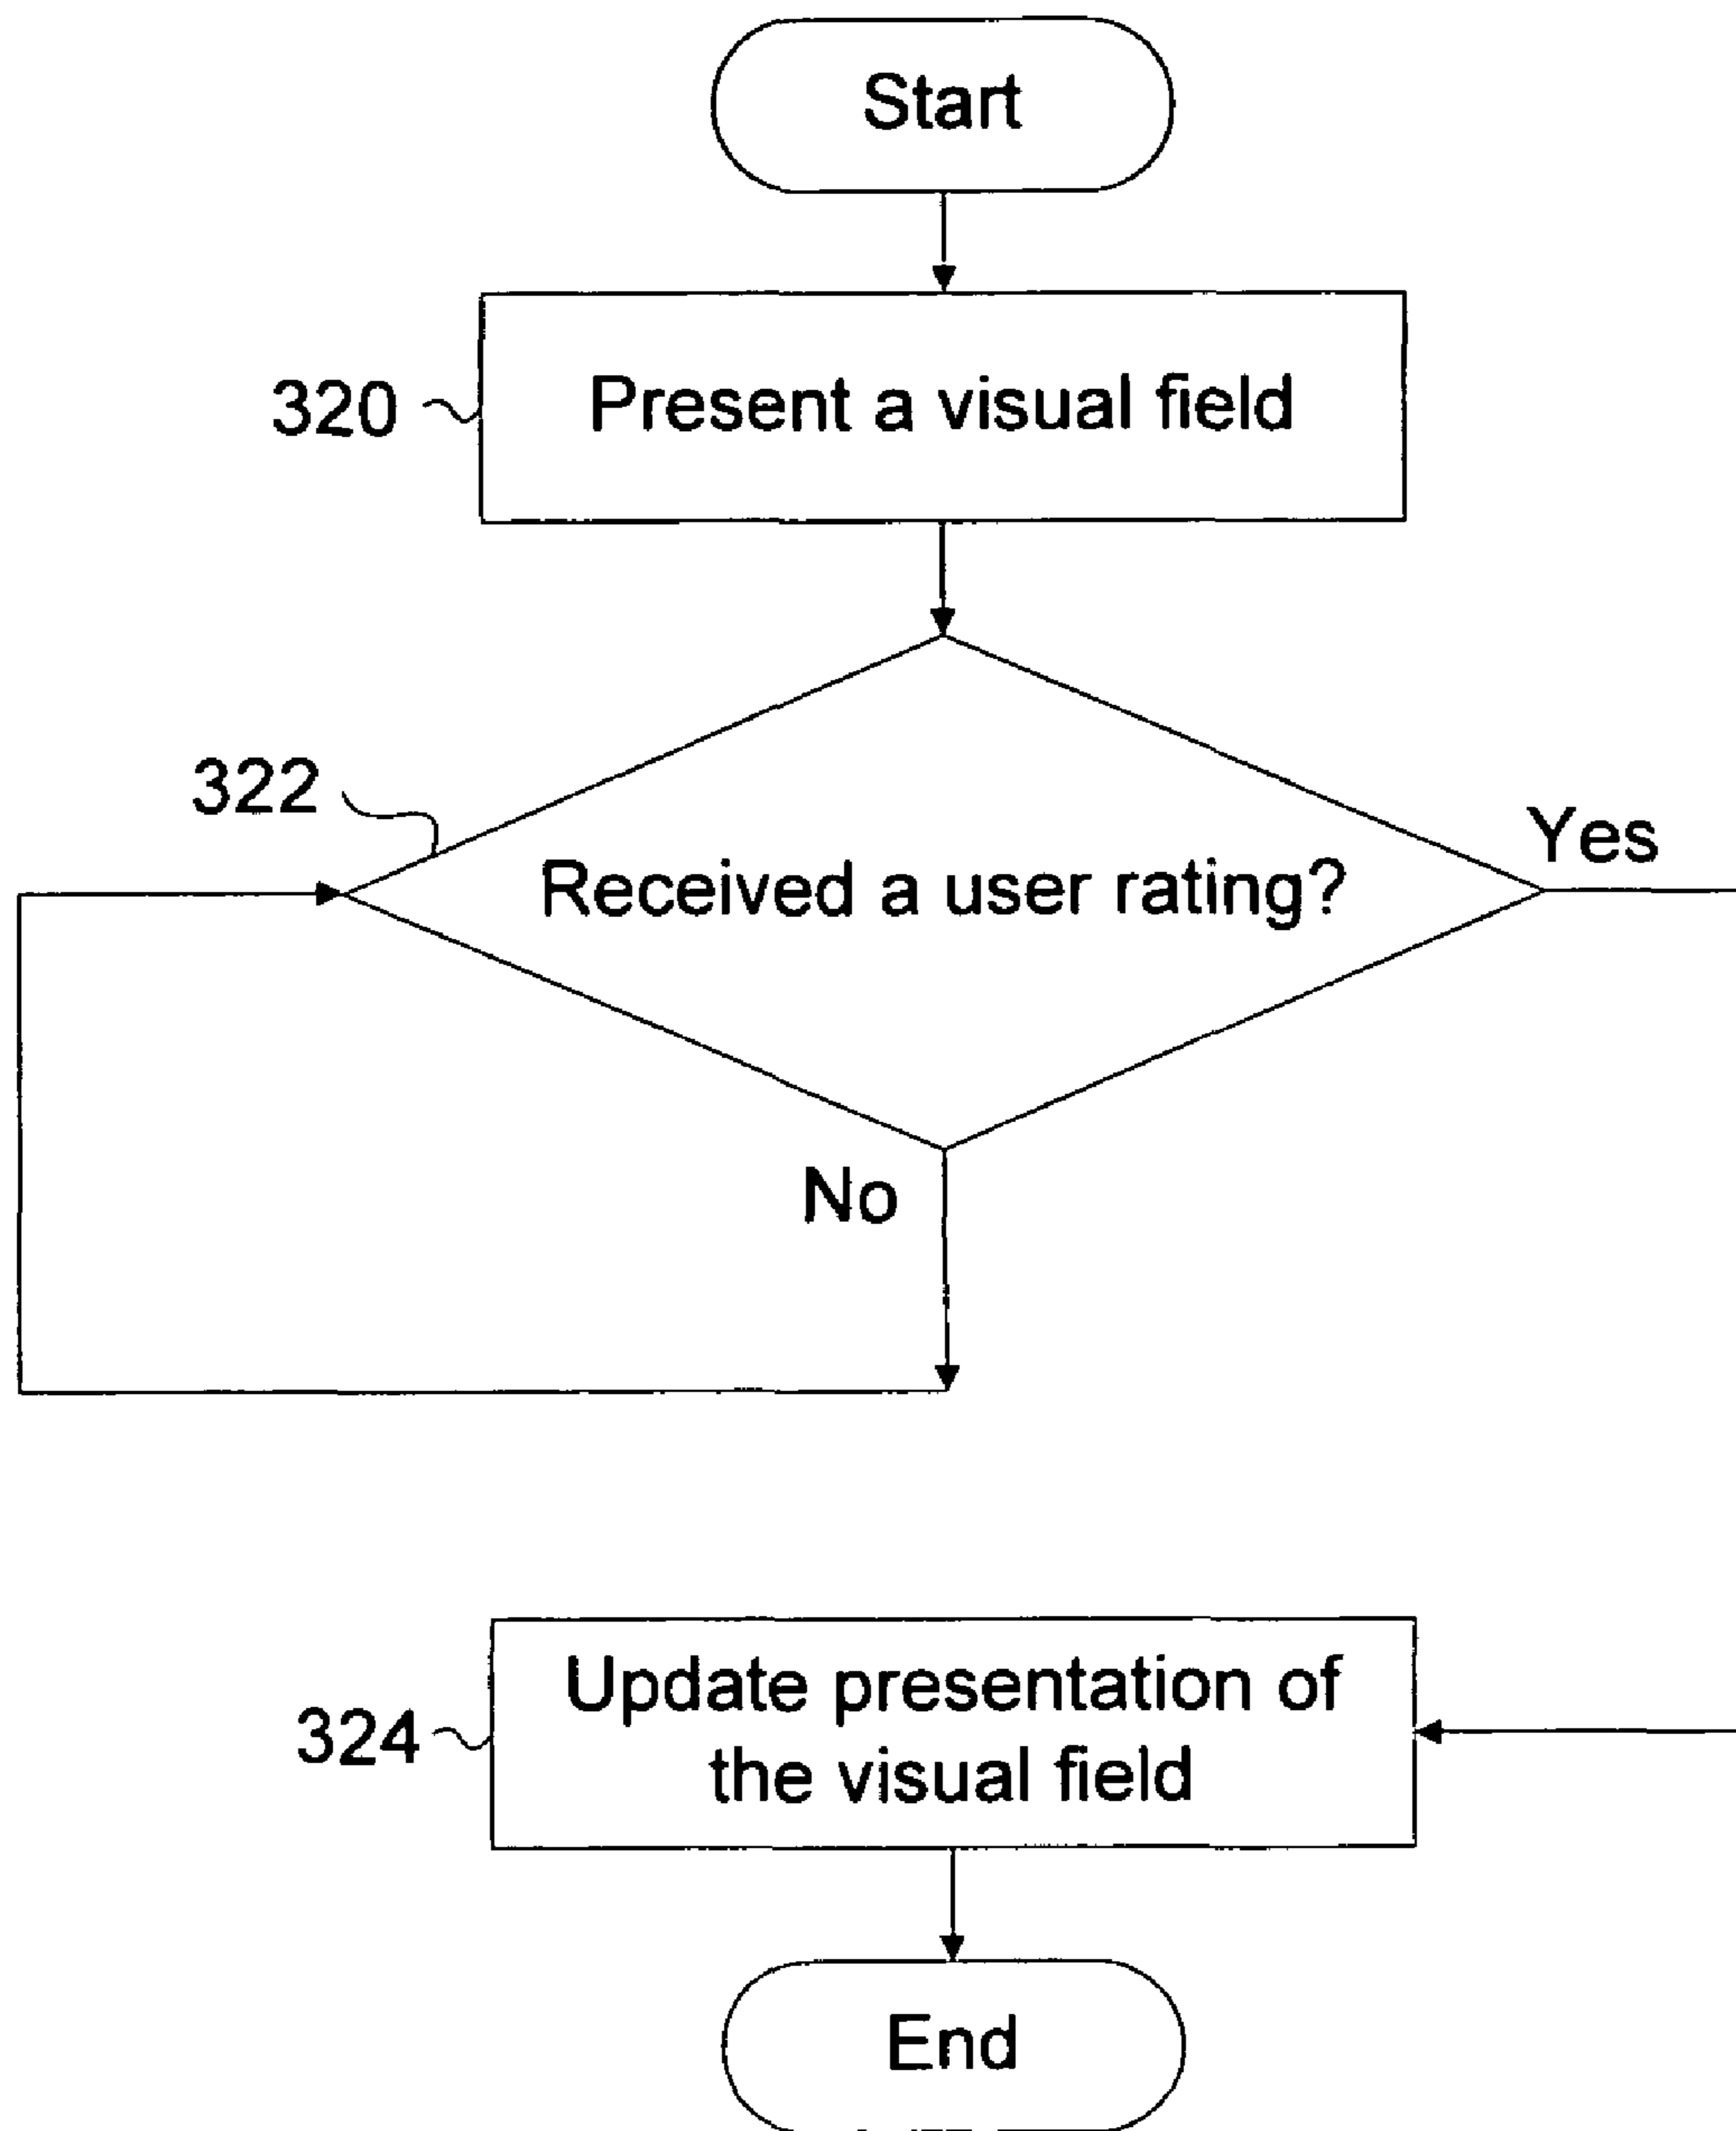 Start
320
Present a visual field
322
Received a user rating?
Yes
No
324
Update presentation of
the visual field
End